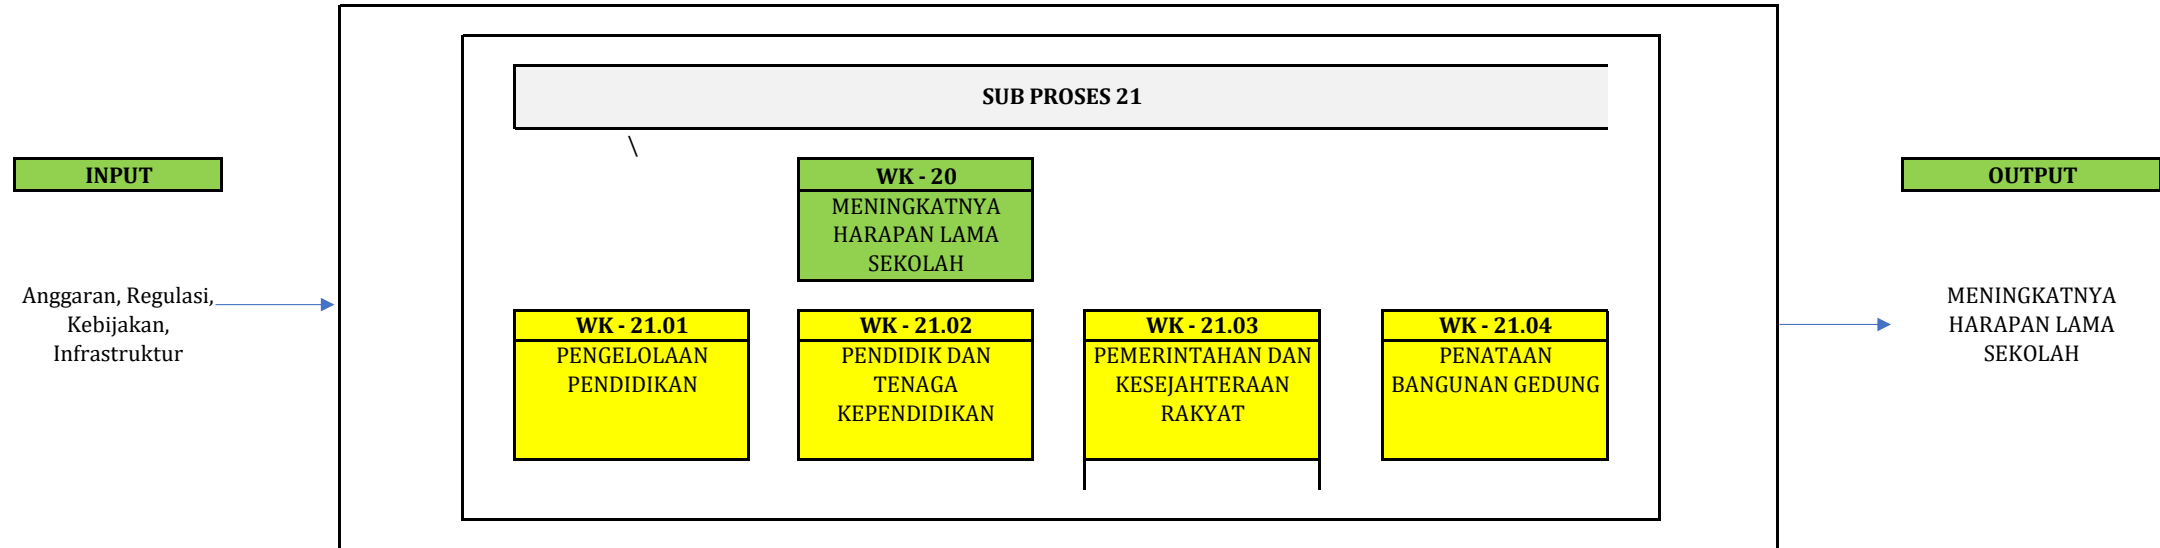 SUB PROSES 21
\
INPUT
WK - 20
OUTPUT
MENINGKATNYA
HARAPAN LAMA
SEKOLAH
Anggaran, Regulasi,
Kebijakan,
Infrastruktur
WK - 21.01
PENGELOLAAN
PENDIDIKAN
WK - 21.02
PENDIDIK DAN
TENAGA
KEPENDIDIKAN
WK - 21.03
PEMERINTAHAN DAN
KESEJAHTERAAN
RAKYAT
WK - 21.04
PENATAAN
BANGUNAN GEDUNG
MENINGKATNYA
HARAPAN LAMA
SEKOLAH